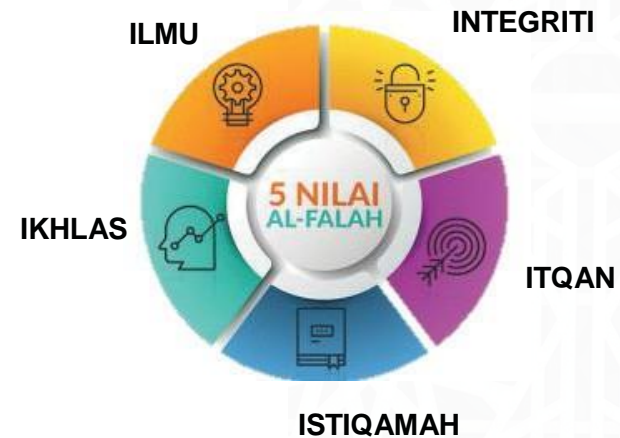 INTEGRITI
ILMU
5 NILAI
AL-FALAH
IKHLAS
ITQAN
ISTIQAMAH